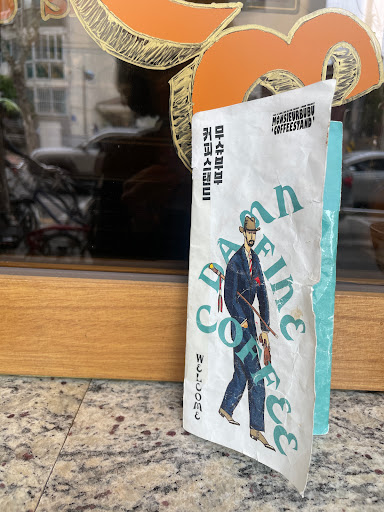 MONSIEURBUBU
COFFEESTAND
무슈부부
커피스탠드
DAMN
FINE
COFFEE
WELCOME